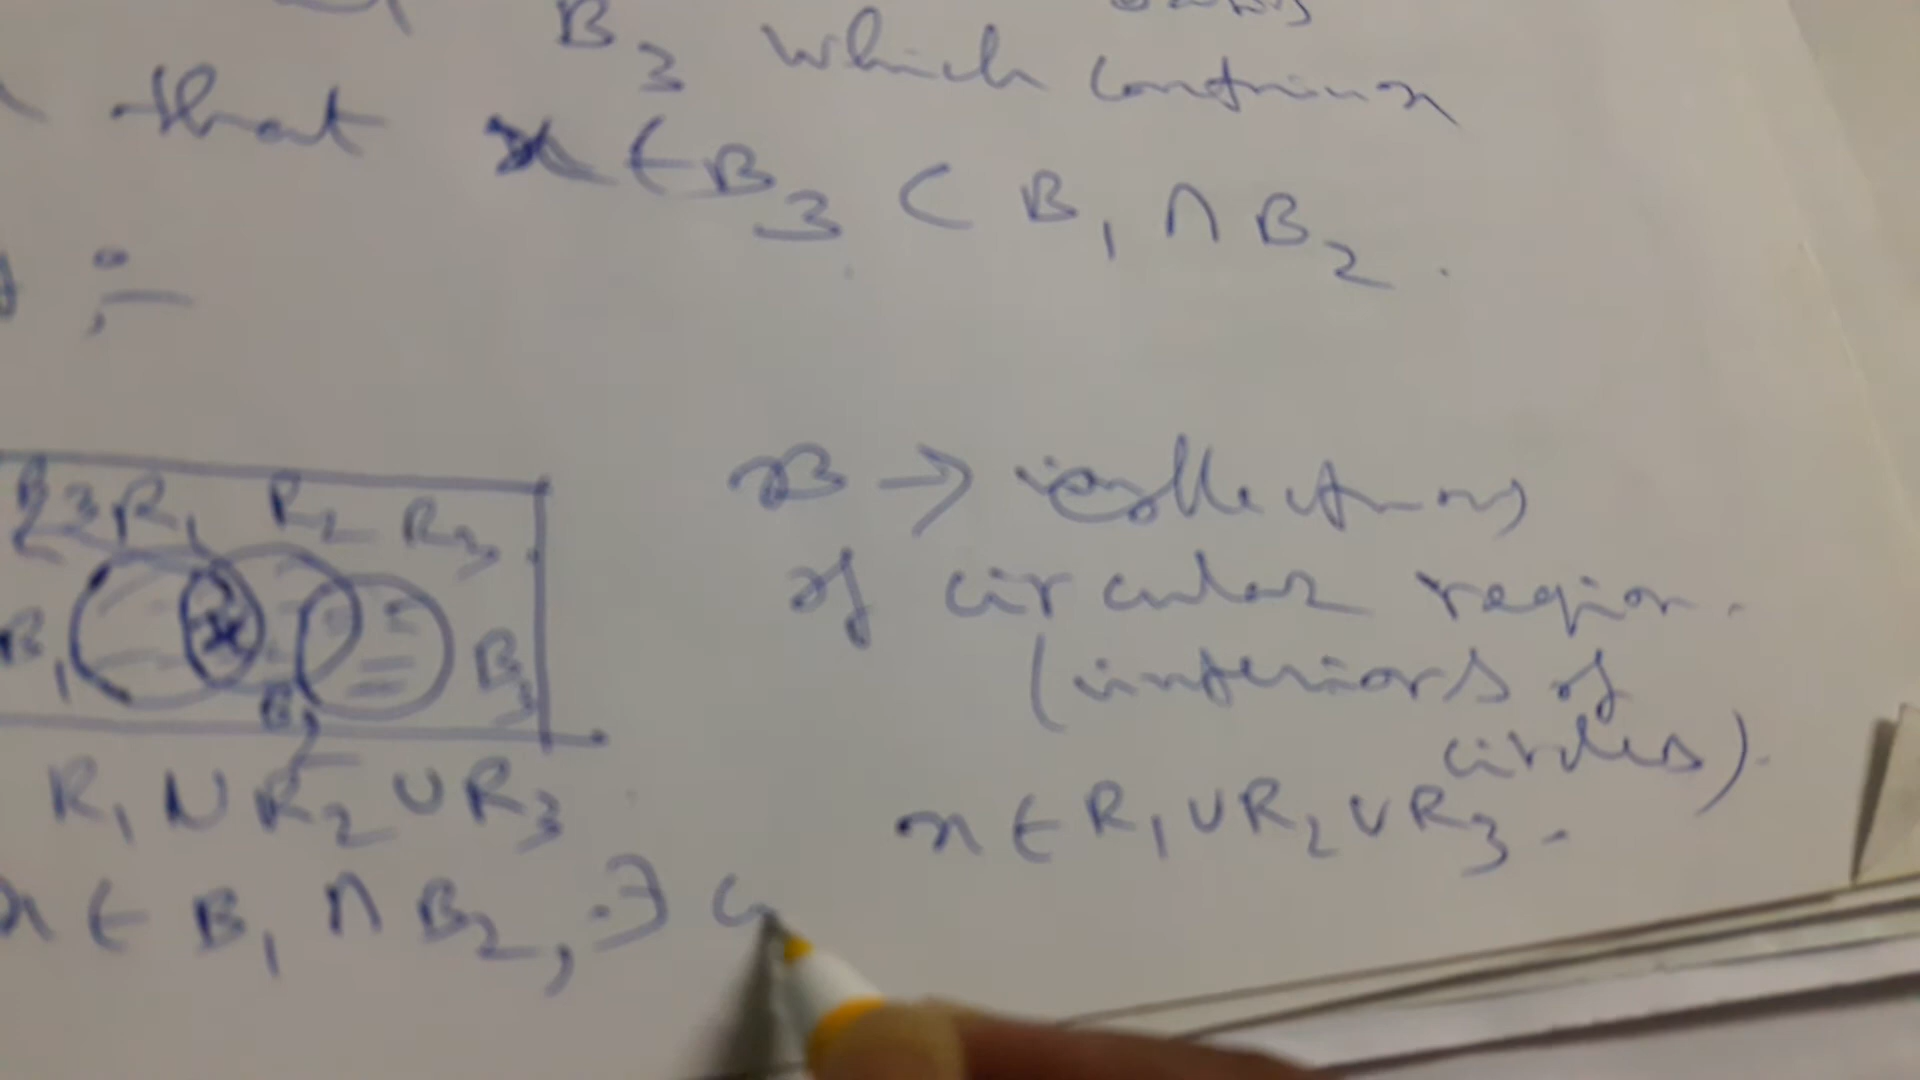 B3 which contains x
that x ∈ B3 ⊂ B1 ∩ B2.
:-
B → collections
of circular region.
(interiors of
circles).
R1 R2 R3
B1 B2 B3
R1 ∪ R2 ∪ R3
x ∈ R1 ∪ R2 ∪ R3.
x ∈ B1 ∩ B2, ∃